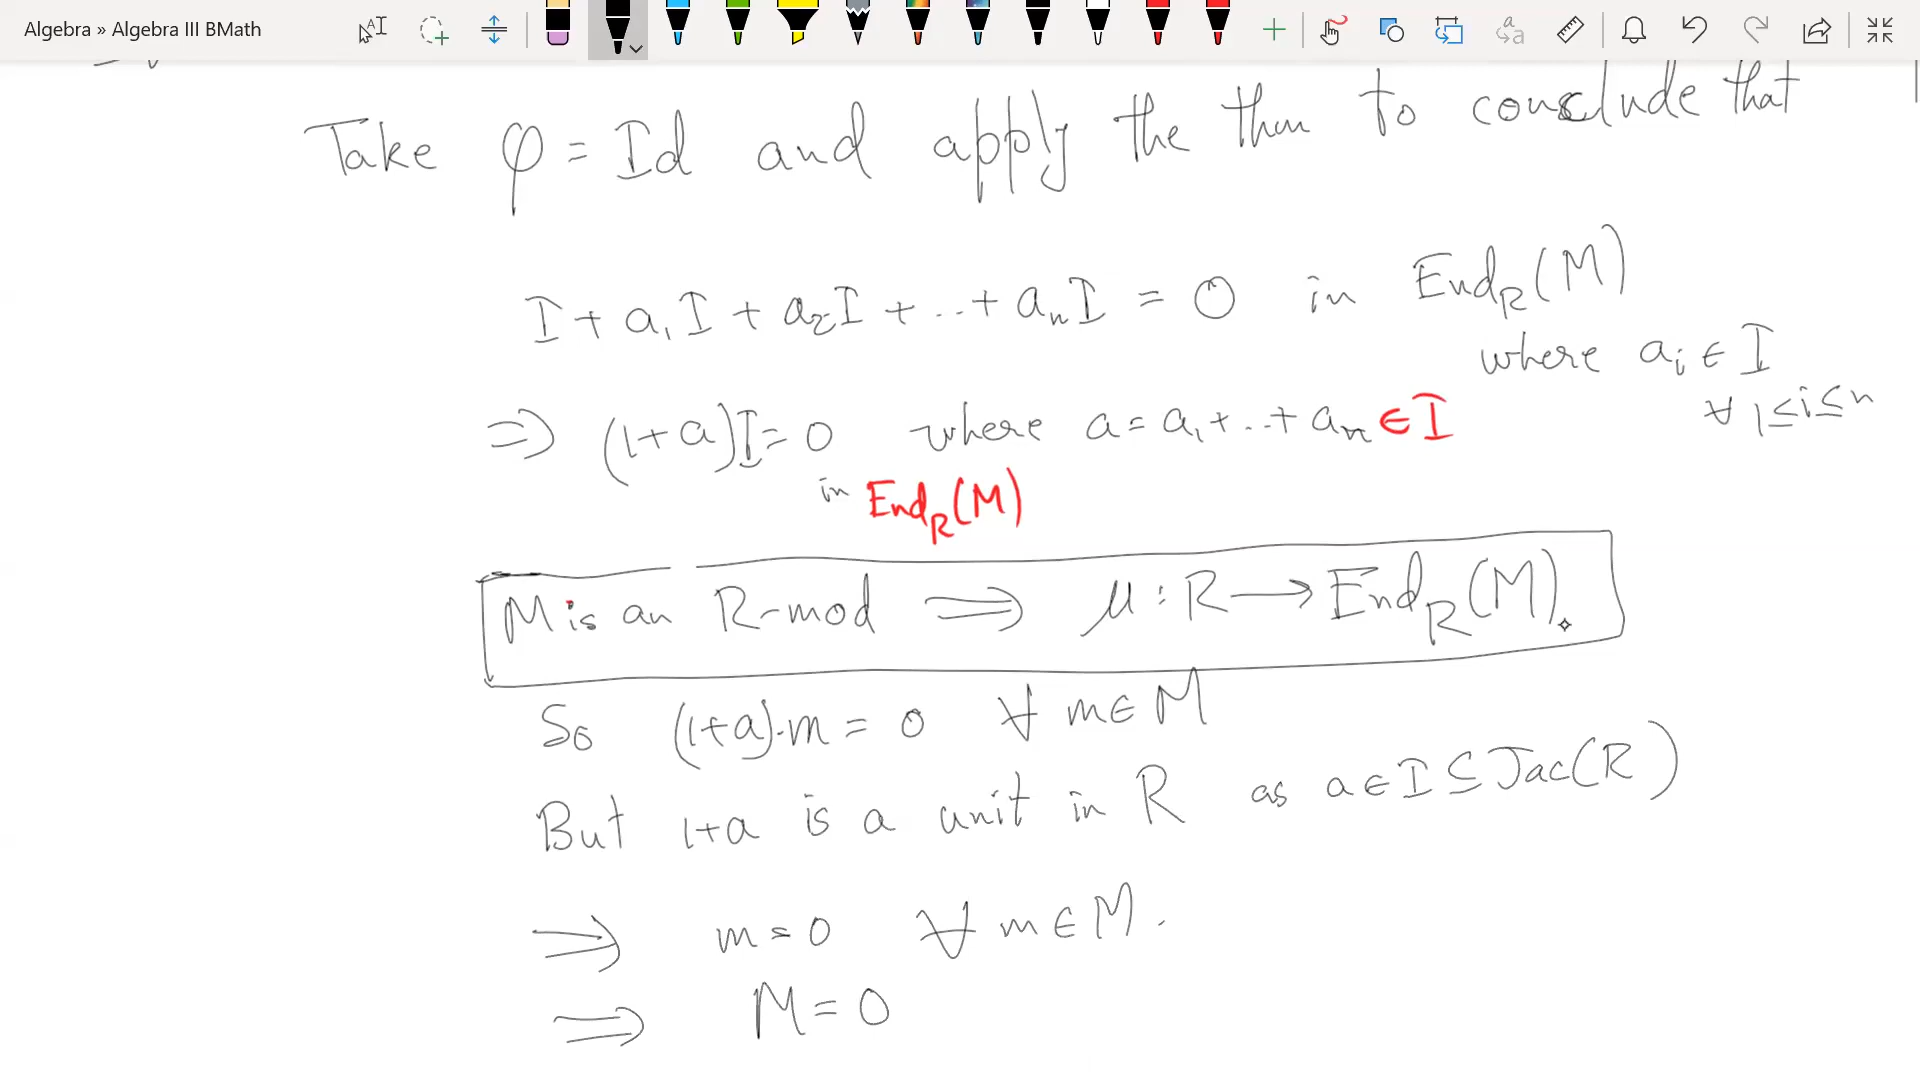 Algebra » Algebra III BMath
Take φ = Id and apply the thm to conclude that
I + a₁I + a₂I + .. + aₙI = 0 in End_R(M)
where aᵢ ∈ I
∀ 1≤i≤n
⇒ (1+a)I = 0 where a = a₁+..+aₙ ∈ I
in End_R(M)
M is an R-mod ⟹ μ : R → End_R(M).
So (1+a)·m = 0 ∀ m∈M
But 1+a is a unit in R as a∈I ⊆ Jac(R)
⟹ m = 0 ∀ m∈M.
⟹ M = 0